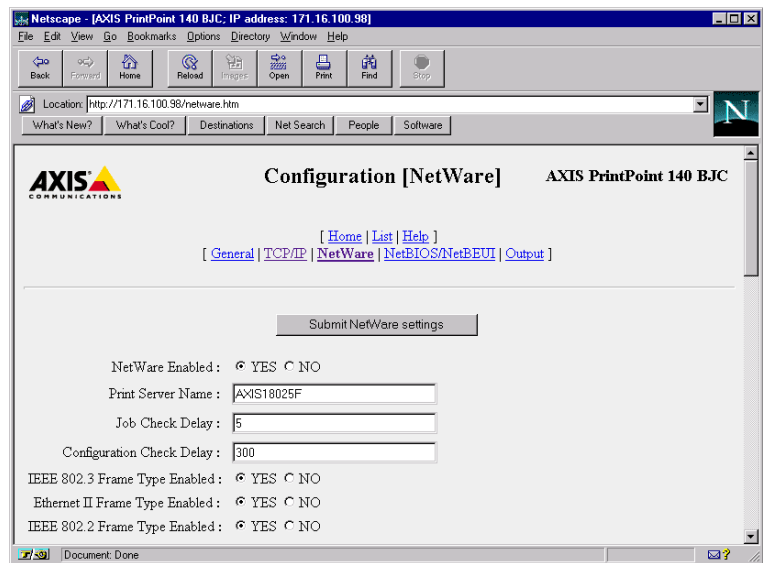 Netscape - [AXIS PrintPoint 140 BJC; IP address: 171.16.100.98]
File Edit View Go Bookmarks Options Directory Window Help
Back Forward Home Reload Images Open Print Find Stop
Location: http://171.16.100.98/netware.htm
What's New? What's Cool? Destinations Net Search People Software
N
AXIS COMMUNICATIONS
Configuration [NetWare]
AXIS PrintPoint 140 BJC
[ Home | List | Help ]
[ General | TCP/IP | NetWare | NetBIOS/NetBEUI | Output ]
Submit NetWare settings
NetWare Enabled : YES NO
Print Server Name : AXIS18025F
Job Check Delay : 5
Configuration Check Delay : 300
IEEE 802.3 Frame Type Enabled : YES NO
Ethernet II Frame Type Enabled : YES NO
IEEE 802.2 Frame Type Enabled : YES NO
Document: Done